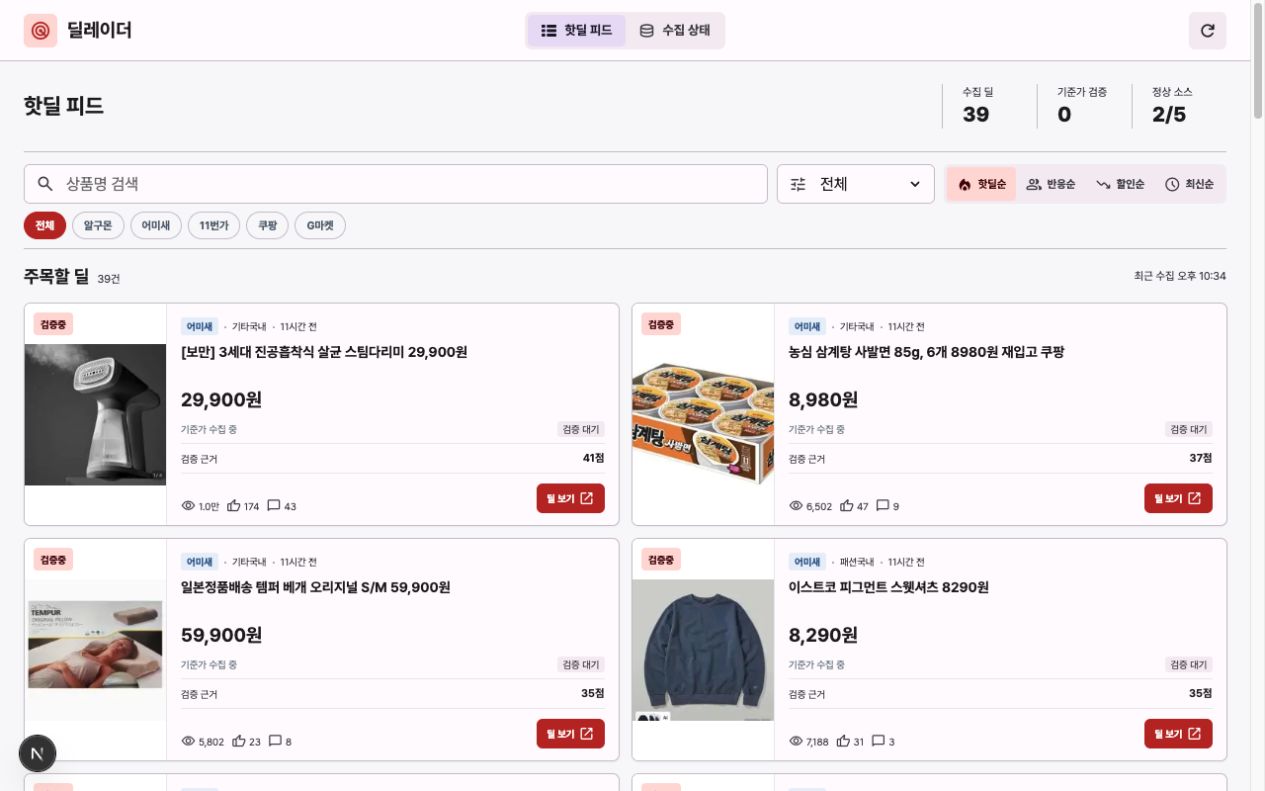 딜레이더
핫딜 피드
수집 상태
핫딜 피드
수집 딜
39
기준가 검증
0
정상 소스
2/5
상품명 검색
전체
핫딜순
반응순
할인순
최신순
전체
알구몬
어미새
11번가
쿠팡
G마켓
주목할 딜 39건
최근 수집 오후 10:34
검증중
어미새 · 기타국내 · 11시간 전
[보만] 3세대 진공흡착식 살균 스팀다리미 29,900원
29,900원
기준가 수집 중
검증 대기
검증 근거
41점
1.0만 174 43
딜 보기
검증중
어미새 · 기타국내 · 11시간 전
농심 삼계탕 사발면 85g, 6개 8980원 재입고 쿠팡
8,980원
기준가 수집 중
검증 대기
검증 근거
37점
6,502 47 9
딜 보기
삼계탕
삼계탕 사발면
검증중
어미새 · 기타국내 · 11시간 전
일본정품배송 템퍼 베개 오리지널 S/M 59,900원
59,900원
기준가 수집 중
검증 대기
검증 근거
35점
5,802 23 8
딜 보기
TEMPUR
ORIGINAL PILLOW
검증중
어미새 · 패션국내 · 11시간 전
이스트코 피그먼트 스웻셔츠 8290원
8,290원
기준가 수집 중
검증 대기
검증 근거
35점
7,188 31 3
딜 보기
N